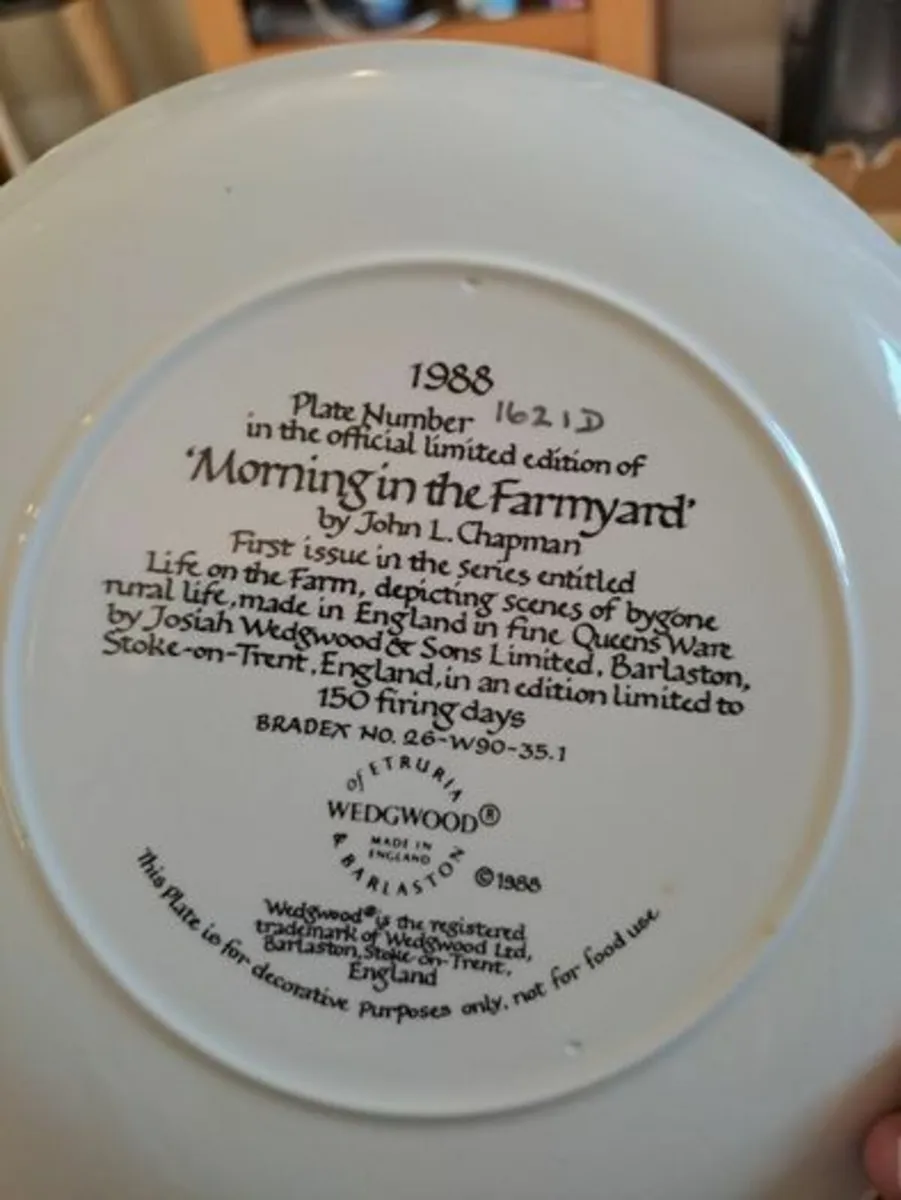 1988
Plate Number 1621D
in the official limited edition of
'Morning in the Farmyard'
by John L. Chapman
First issue in the series entitled
Life on the Farm, depicting scenes of bygone
rural life, made in England in fine Queen's Ware
by Josiah Wedgwood & Sons Limited, Barlaston,
Stoke-on-Trent, England, in an edition limited to
150 firing days
BRADEX NO. 26-W90-35.1
of ETRURIA
WEDGWOOD®
MADE IN
ENGLAND
& BARLASTON
©1988
'Wedgwood'® is the registered
trademark of Wedgwood Ltd,
Barlaston, Stoke-on-Trent,
England
This Plate is for decorative purposes only, not for food use